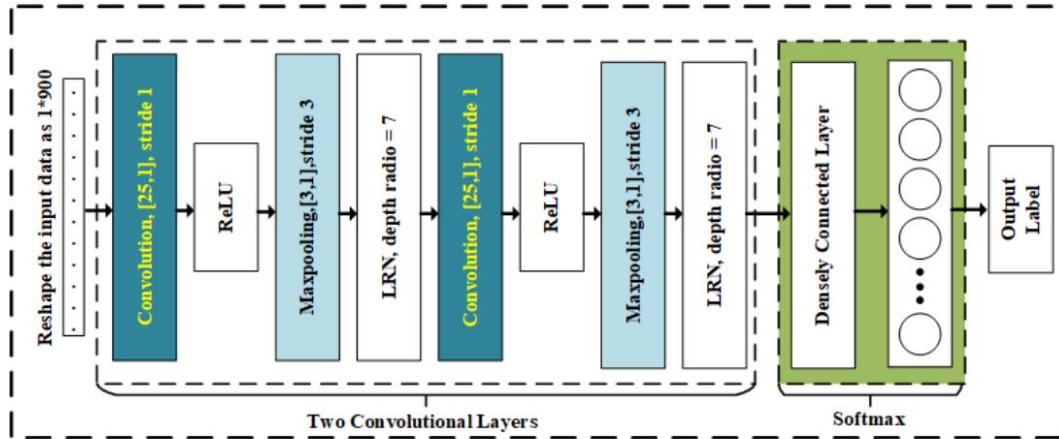 Reshape the input data as 1*900
Convolution, [25,1], stride 1
ReLU
Maxpooling,[3,1],stride 3
LRN, depth radio = 7
Convolution, [25,1], stride 1
ReLU
Maxpooling,[3,1],stride 3
LRN, depth radio = 7
Densely Connected Layer
Output
Label
Two Convolutional Layers
Softmax